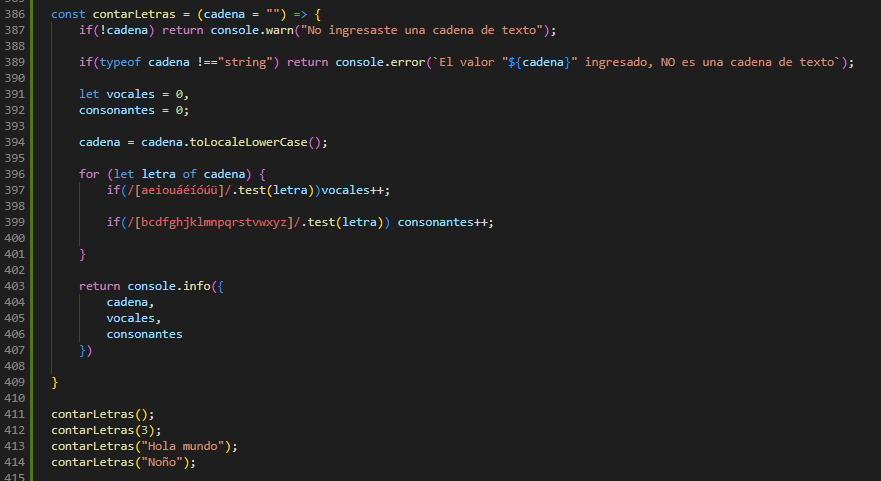 386 const contarLetras = (cadena = "") => {
387 if(!cadena) return console.warn("No ingresaste una cadena de texto");
388
389 if(typeof cadena !=="string") return console.error(`El valor "${cadena}" ingresado, NO es una cadena de texto`);
390
391 let vocales = 0,
392 consonantes = 0;
393
394 cadena = cadena.toLocaleLowerCase();
395
396 for (let letra of cadena) {
397 if(/[aeiouáéíóúü]/.test(letra))vocales++;
398
399 if(/[bcdfghjklmnpqrstvwxyz]/.test(letra)) consonantes++;
400
401 }
402
403 return console.info({
404 cadena,
405 vocales,
406 consonantes
407 })
408
409 }
410
411 contarLetras();
412 contarLetras(3);
413 contarLetras("Hola mundo");
414 contarLetras("Noño");
415